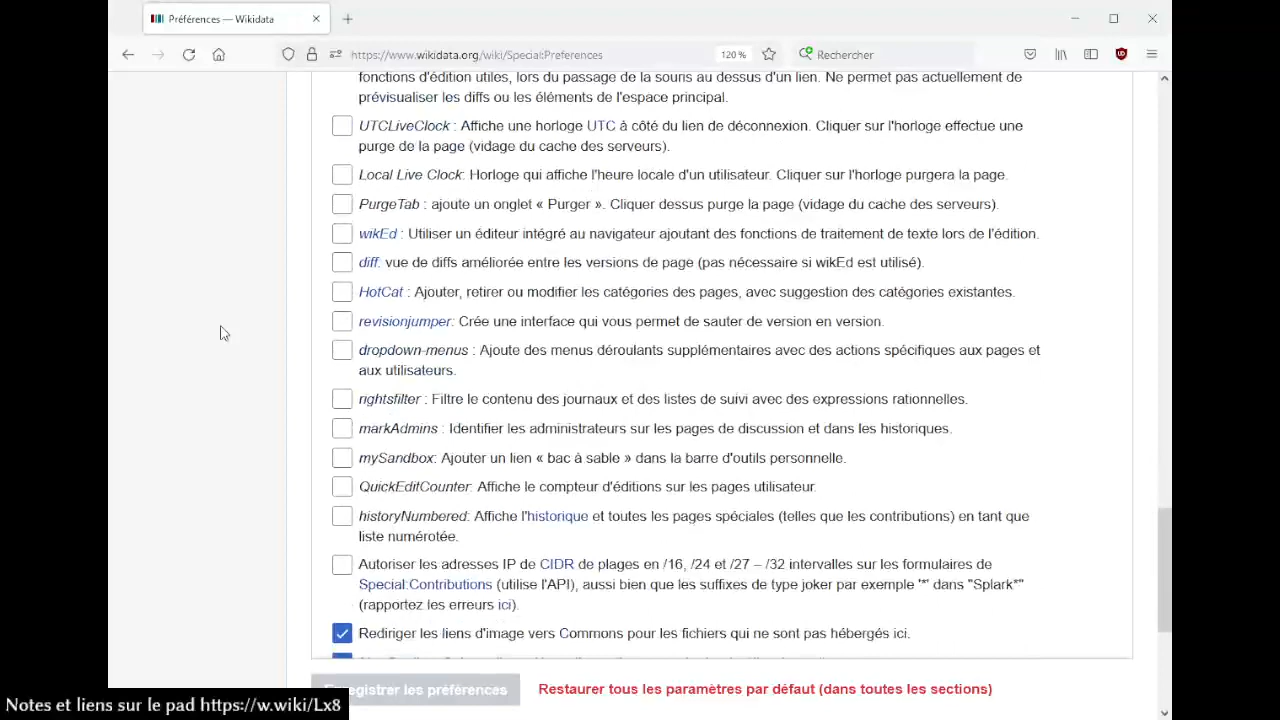 Préférences — Wikidata
https://www.wikidata.org/wiki/Special:Preferences
120 %
Rechercher
fonctions d'édition utiles, lors du passage de la souris au dessus d'un lien. Ne permet pas actuellement de
prévisualiser les diffs ou les éléments de l'espace principal.
UTCLiveClock : Affiche une horloge UTC à côté du lien de déconnexion. Cliquer sur l'horloge effectue une
purge de la page (vidage du cache des serveurs).
Local Live Clock: Horloge qui affiche l'heure locale d'un utilisateur. Cliquer sur l'horloge purgera la page.
PurgeTab : ajoute un onglet « Purger ». Cliquer dessus purge la page (vidage du cache des serveurs).
wikEd : Utiliser un éditeur intégré au navigateur ajoutant des fonctions de traitement de texte lors de l'édition.
diff: vue de diffs améliorée entre les versions de page (pas nécessaire si wikEd est utilisé).
HotCat : Ajouter, retirer ou modifier les catégories des pages, avec suggestion des catégories existantes.
revisionjumper: Crée une interface qui vous permet de sauter de version en version.
dropdown-menus : Ajoute des menus déroulants supplémentaires avec des actions spécifiques aux pages et
aux utilisateurs.
rightsfilter : Filtre le contenu des journaux et des listes de suivi avec des expressions rationnelles.
markAdmins : Identifier les administrateurs sur les pages de discussion et dans les historiques.
mySandbox: Ajouter un lien « bac à sable » dans la barre d'outils personnelle.
QuickEditCounter: Affiche le compteur d'éditions sur les pages utilisateur.
historyNumbered: Affiche l'historique et toutes les pages spéciales (telles que les contributions) en tant que
liste numérotée.
Autoriser les adresses IP de CIDR de plages en /16, /24 et /27 – /32 intervalles sur les formulaires de
Special:Contributions (utilise l'API), aussi bien que les suffixes de type joker par exemple '*' dans "Splark*"
(rapportez les erreurs ici).
Rediriger les liens d'image vers Commons pour les fichiers qui ne sont pas hébergés ici.
Enregistrer les préférences
Restaurer tous les paramètres par défaut (dans toutes les sections)
Notes et liens sur le pad https://w.wiki/Lx8